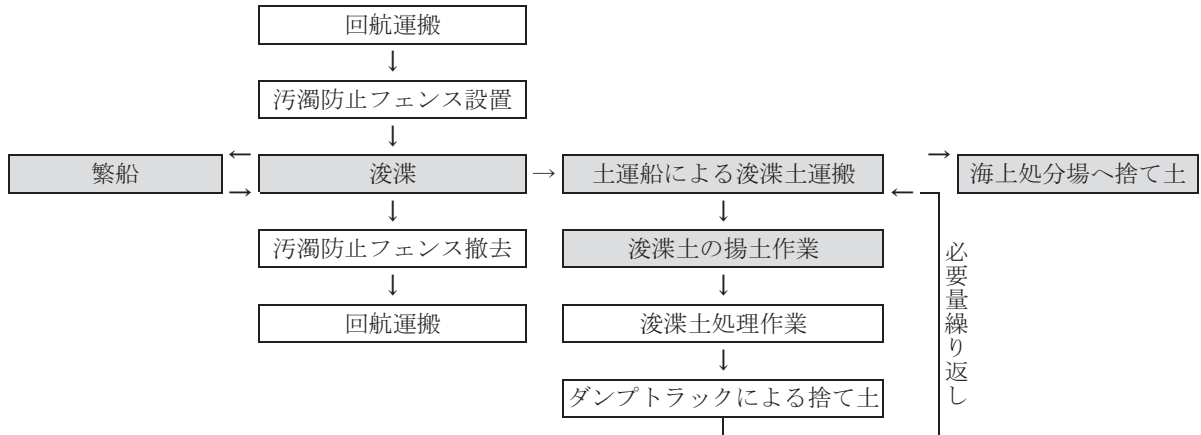 回航運搬
↓
汚濁防止フェンス設置
↓
繁船 ← → 浚渫 → 土運船による浚渫土運搬 → ← 海上処分場へ捨て土
↓ ↓
汚濁防止フェンス撤去 浚渫土の揚土作業
↓ ↓
回航運搬 浚渫土処理作業
↓
ダンプトラックによる捨て土
必要量繰り返し